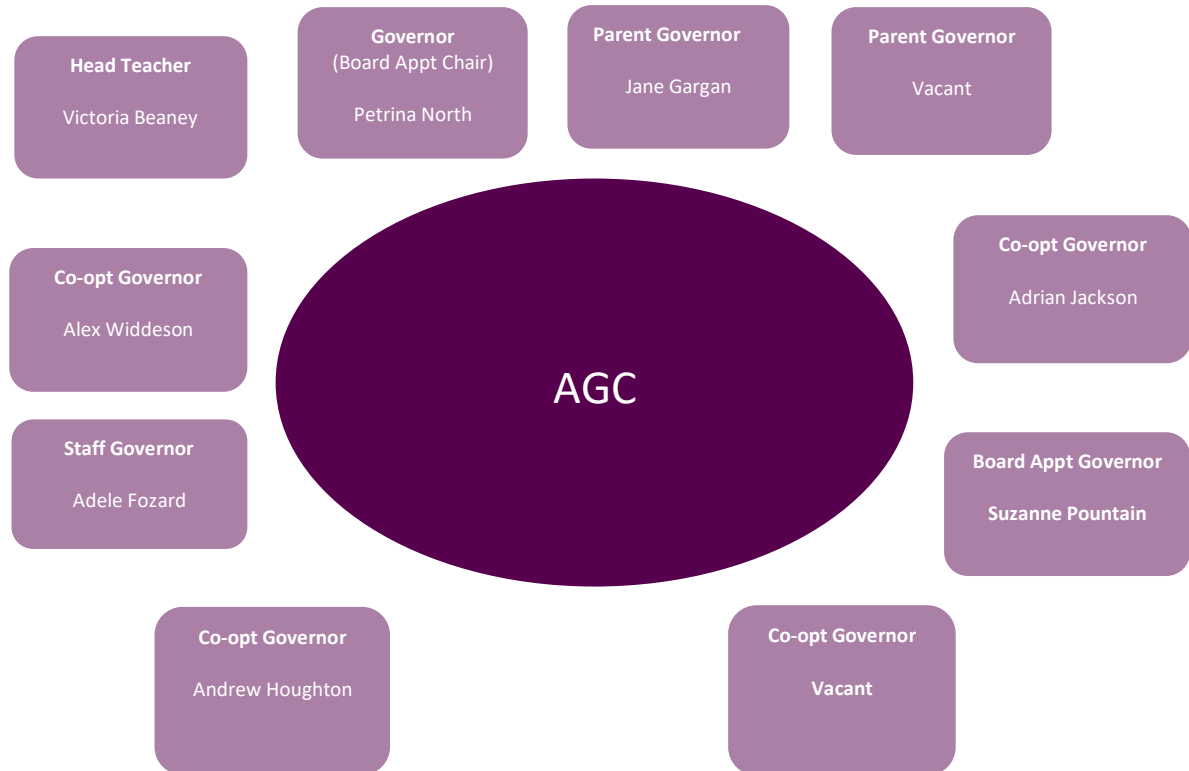 Head Teacher
Victoria Beaney
Governor
(Board Appt Chair)
Petrina North
Parent Governor
Jane Gargan
Parent Governor
Vacant
Co-opt Governor
Alex Widdeson
Co-opt Governor
Adrian Jackson
AGC
Staff Governor
Adele Fozard
Board Appt Governor
Suzanne Pountain
Co-opt Governor
Andrew Houghton
Co-opt Governor
Vacant